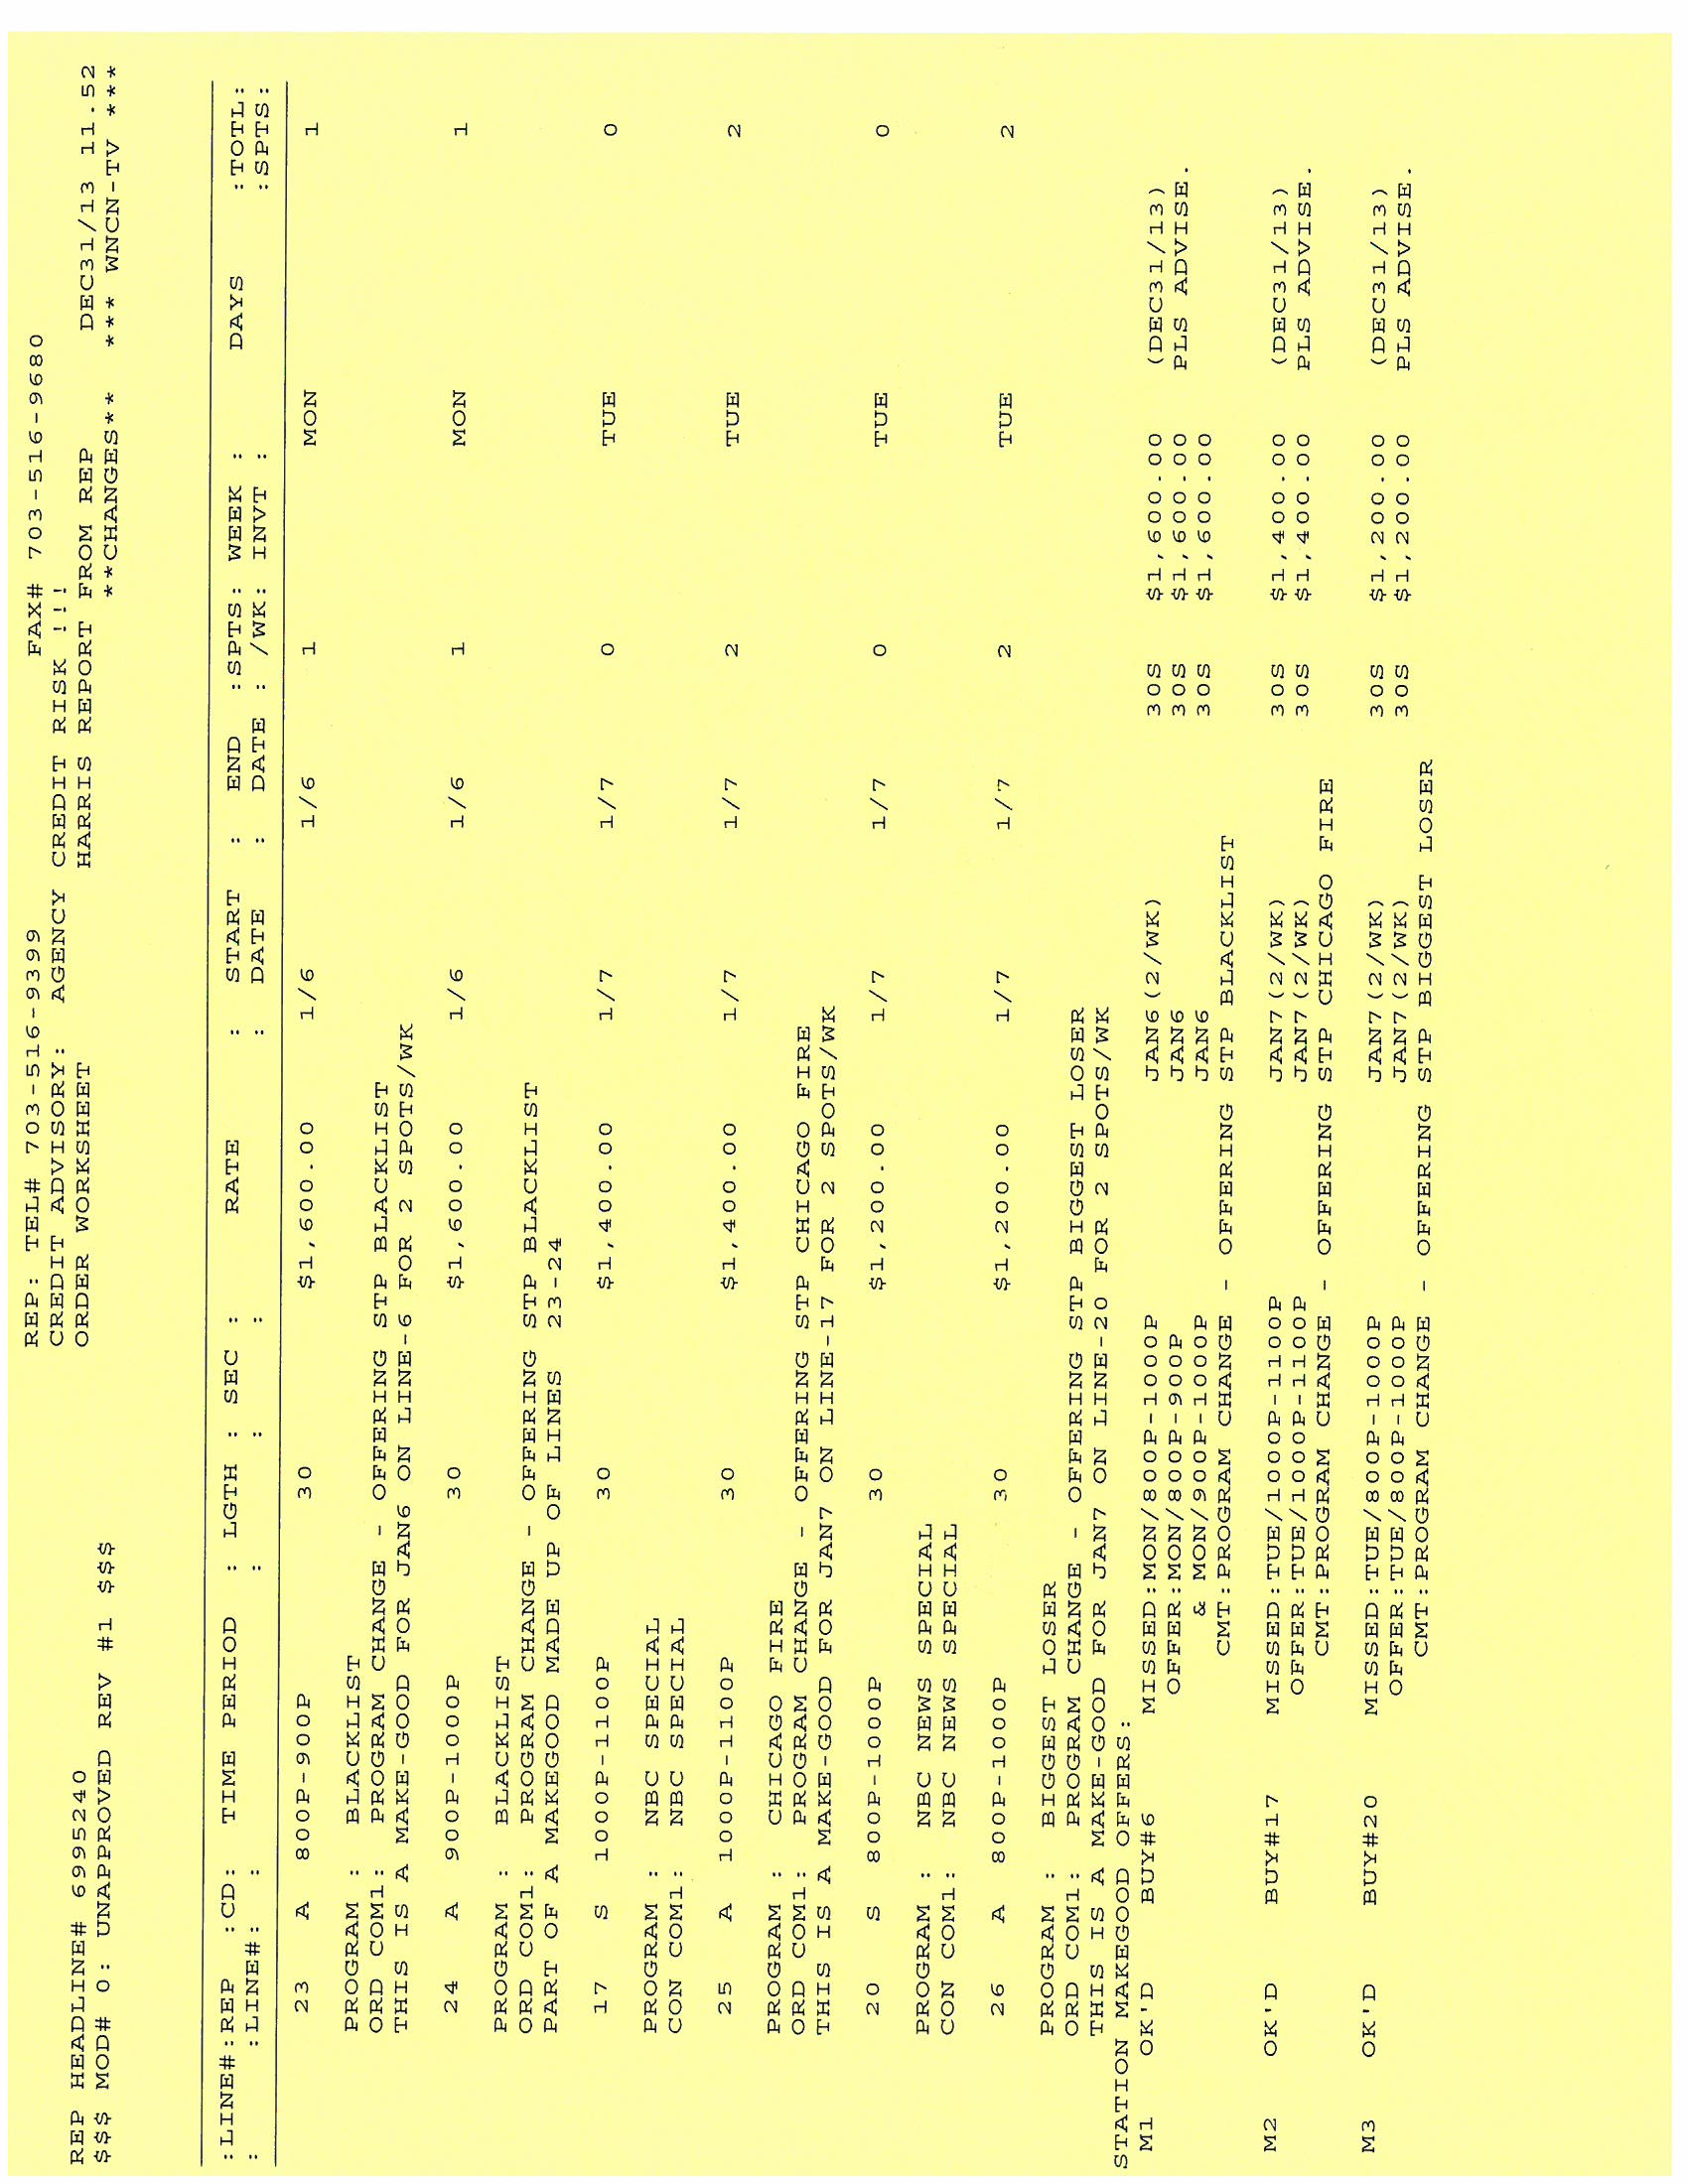 REP: TEL# 703-516-9399 FAX# 703-516-9680
CREDIT ADVISORY: AGENCY CREDIT RISK !!!
REP HEADLINE# 6995240 ORDER WORKSHEET HARRIS REPORT FROM REP DEC31/13 11.52
$$$ MOD# 0: UNAPPROVED REV #1 $$$ **CHANGES** *** WNCN-TV ***
:LINE#:REP :CD: TIME PERIOD : LGTH : SEC : RATE : START : END :SPTS: WEEK : DAYS :TOTL:
: :LINE#: : : : : DATE : DATE : /WK: INVT : :SPTS:
23 A 800P-900P 30 $1,600.00 1/6 1/6 1 MON 1
PROGRAM : BLACKLIST
ORD COM1: PROGRAM CHANGE - OFFERING STP BLACKLIST
THIS IS A MAKE-GOOD FOR JAN6 ON LINE-6 FOR 2 SPOTS/WK
24 A 900P-1000P 30 $1,600.00 1/6 1/6 1 MON 1
PROGRAM : BLACKLIST
ORD COM1: PROGRAM CHANGE - OFFERING STP BLACKLIST
PART OF A MAKEGOOD MADE UP OF LINES 23-24
17 S 1000P-1100P 30 $1,400.00 1/7 1/7 0 TUE 0
PROGRAM : NBC SPECIAL
CON COM1: NBC SPECIAL
25 A 1000P-1100P 30 $1,400.00 1/7 1/7 2 TUE 2
PROGRAM : CHICAGO FIRE
ORD COM1: PROGRAM CHANGE - OFFERING STP CHICAGO FIRE
THIS IS A MAKE-GOOD FOR JAN7 ON LINE-17 FOR 2 SPOTS/WK
20 S 800P-1000P 30 $1,200.00 1/7 1/7 0 TUE 0
PROGRAM : NBC NEWS SPECIAL
CON COM1: NBC NEWS SPECIAL
26 A 800P-1000P 30 $1,200.00 1/7 1/7 2 TUE 2
PROGRAM : BIGGEST LOSER
ORD COM1: PROGRAM CHANGE - OFFERING STP BIGGEST LOSER
THIS IS A MAKE-GOOD FOR JAN7 ON LINE-20 FOR 2 SPOTS/WK
STATION MAKEGOOD OFFERS:
M1 OK'D BUY#6 MISSED:MON/800P-1000P JAN6(2/WK) 30S $1,600.00 (DEC31/13)
OFFER:MON/800P-900P JAN6 30S $1,600.00 PLS ADVISE.
& MON/900P-1000P JAN6 30S $1,600.00
CMT:PROGRAM CHANGE - OFFERING STP BLACKLIST
M2 OK'D BUY#17 MISSED:TUE/1000P-1100P JAN7(2/WK) 30S $1,400.00 (DEC31/13)
OFFER:TUE/1000P-1100P JAN7(2/WK) 30S $1,400.00 PLS ADVISE.
CMT:PROGRAM CHANGE - OFFERING STP CHICAGO FIRE
M3 OK'D BUY#20 MISSED:TUE/800P-1000P JAN7(2/WK) 30S $1,200.00 (DEC31/13)
OFFER:TUE/800P-1000P JAN7(2/WK) 30S $1,200.00 PLS ADVISE.
CMT:PROGRAM CHANGE - OFFERING STP BIGGEST LOSER